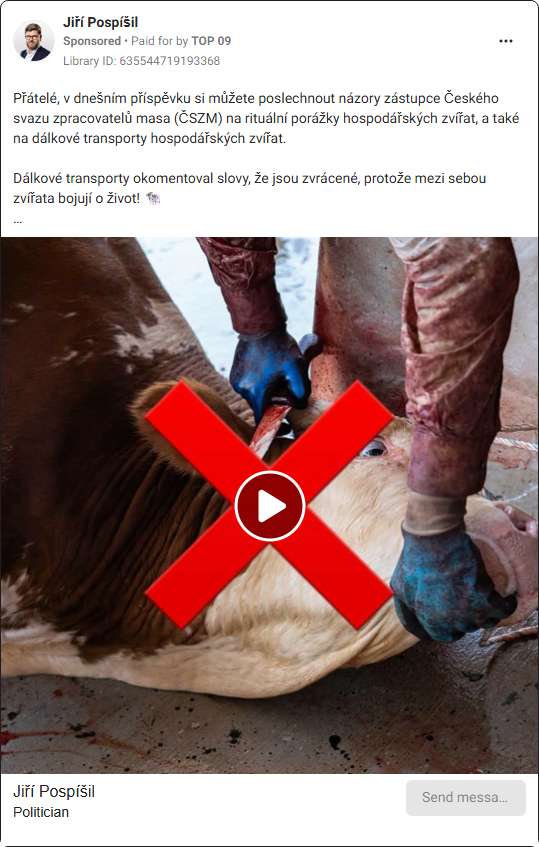 Jiří Pospíšil
Sponsored • Paid for by TOP 09
Library ID: 635544719193368
Přátelé, v dnešním příspěvku si můžete poslechnout názory zástupce Českého
svazu zpracovatelů masa (ČSZM) na rituální porážky hospodářských zvířat, a také
na dálkové transporty hospodářských zvířat.
Dálkové transporty okomentoval slovy, že jsou zvrácené, protože mezi sebou
zvířata bojují o život! 🐄
...
Jiří Pospíšil
Politician
Send messa...